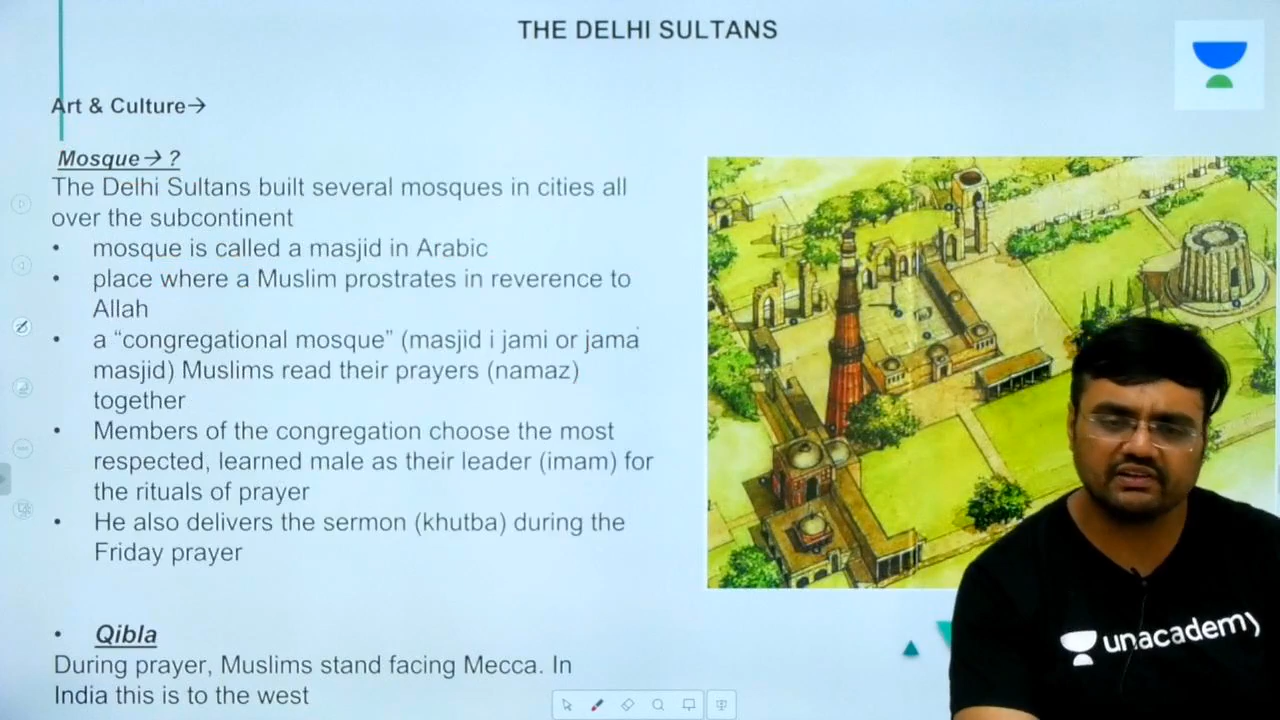 THE DELHI SULTANS
Art & Culture→
Mosque→ ?
The Delhi Sultans built several mosques in cities all
over the subcontinent
• mosque is called a masjid in Arabic
• place where a Muslim prostrates in reverence to
Allah
• a “congregational mosque” (masjid i jami or jama
masjid) Muslims read their prayers (namaz)
together
• Members of the congregation choose the most
respected, learned male as their leader (imam) for
the rituals of prayer
• He also delivers the sermon (khutba) during the
Friday prayer
• Qibla
During prayer, Muslims stand facing Mecca. In
India this is to the west
unacademy